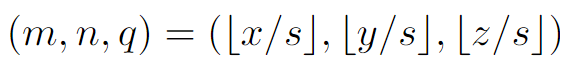 (m, n, q) = (⌊x/s⌋, ⌊y/s⌋, ⌊z/s⌋)